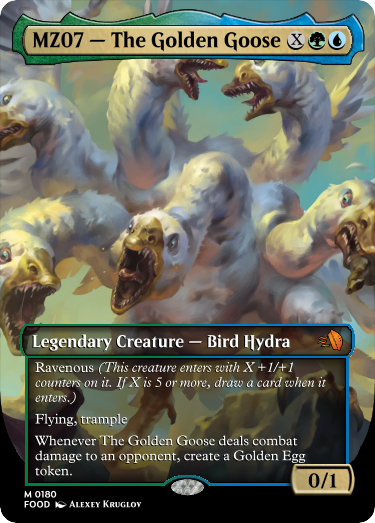 MZ07 — The Golden Goose X
Legendary Creature — Bird Hydra
Ravenous (This creature enters with X +1/+1
counters on it. If X is 5 or more, draw a card when it
enters.)
Flying, trample
Whenever The Golden Goose deals combat
damage to an opponent, create a Golden Egg
token.
0/1
M 0180
FOOD Alexey Kruglov